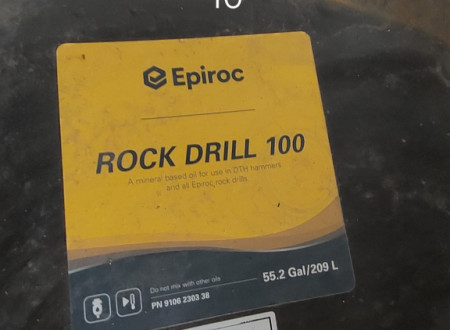 Epiroc
ROCK DRILL 100
A mineral based oil for use in DTH hammers
and all Epiroc rock drills.
Do not mix with other oils
PN 9106 2303 38
55.2 Gal/209 L